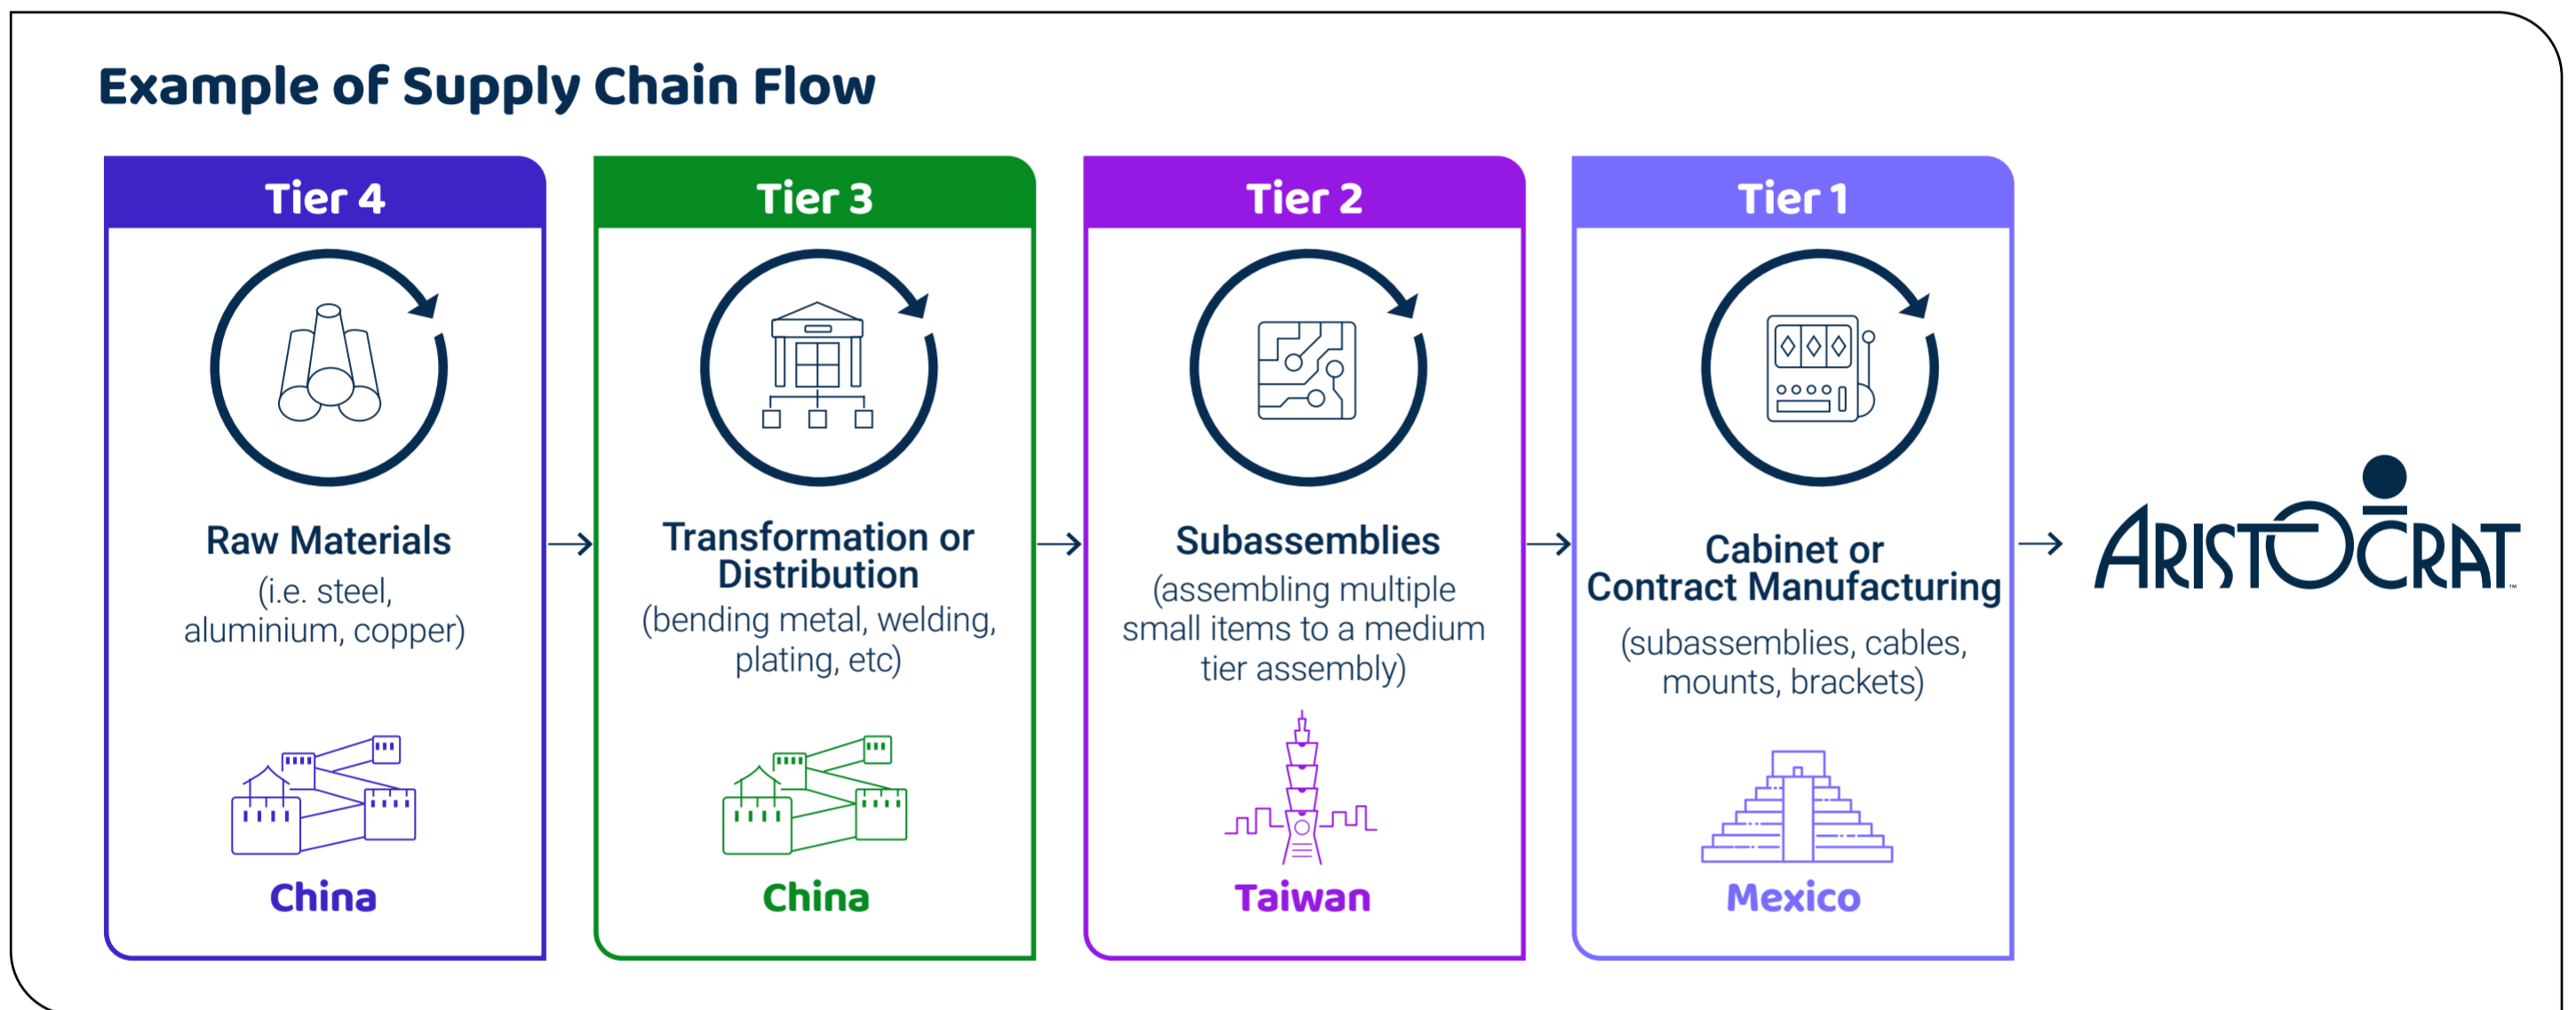 Example of Supply Chain Flow
Tier 4
Raw Materials
(i.e. steel,
aluminium, copper)
China
Tier 3
Transformation or
Distribution
(bending metal, welding,
plating, etc)
China
Tier 2
Subassemblies
(assembling multiple
small items to a medium
tier assembly)
Taiwan
Tier 1
Cabinet or
Contract Manufacturing
(subassemblies, cables,
mounts, brackets)
Mexico
ARISTOCRAT™